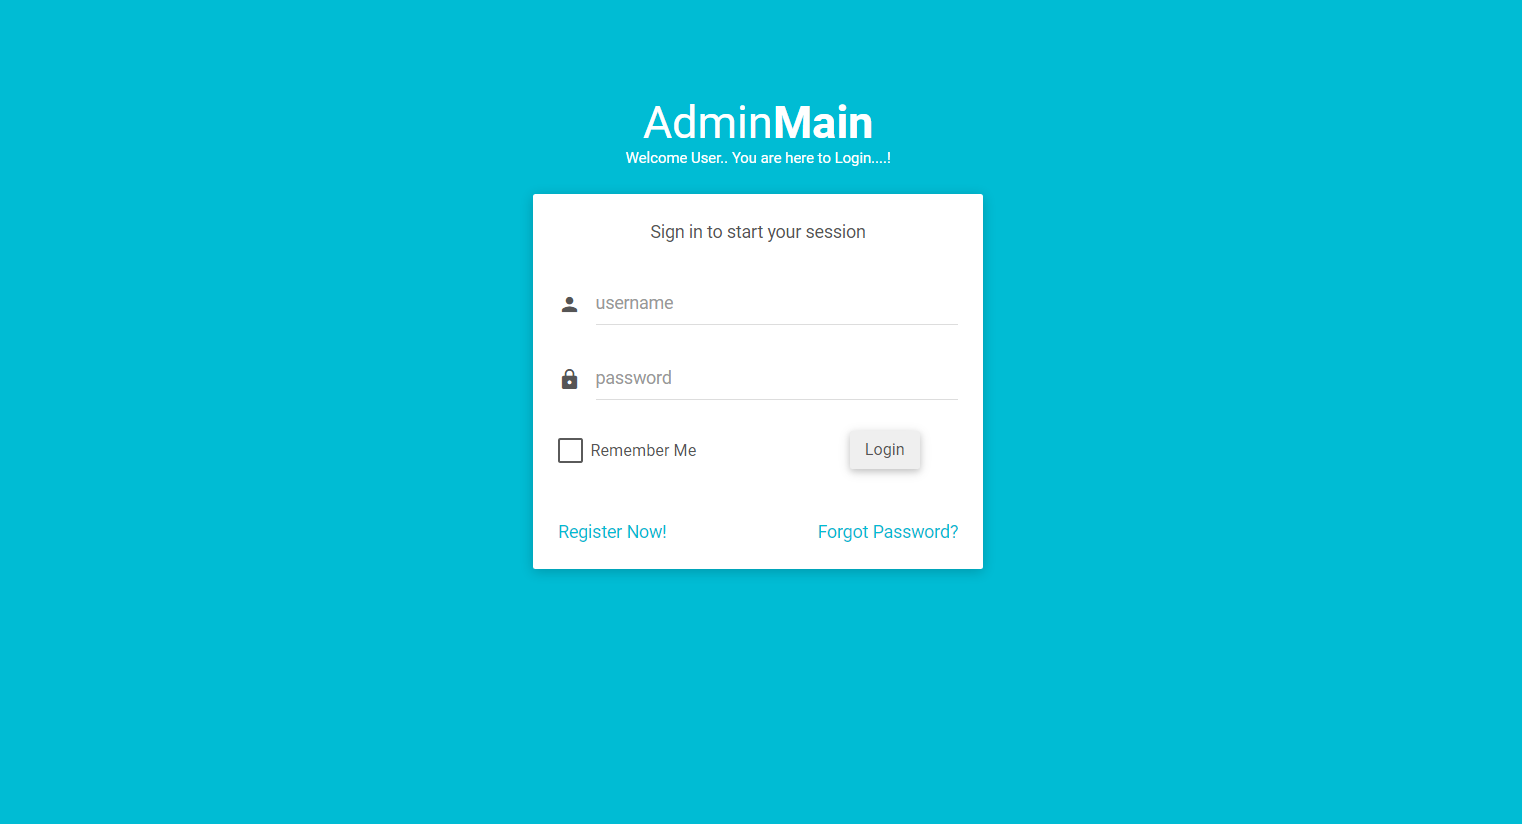 AdminMain
Welcome User.. You are here to Login....!
Sign in to start your session
username
password
Remember Me
Login
Register Now!
Forgot Password?